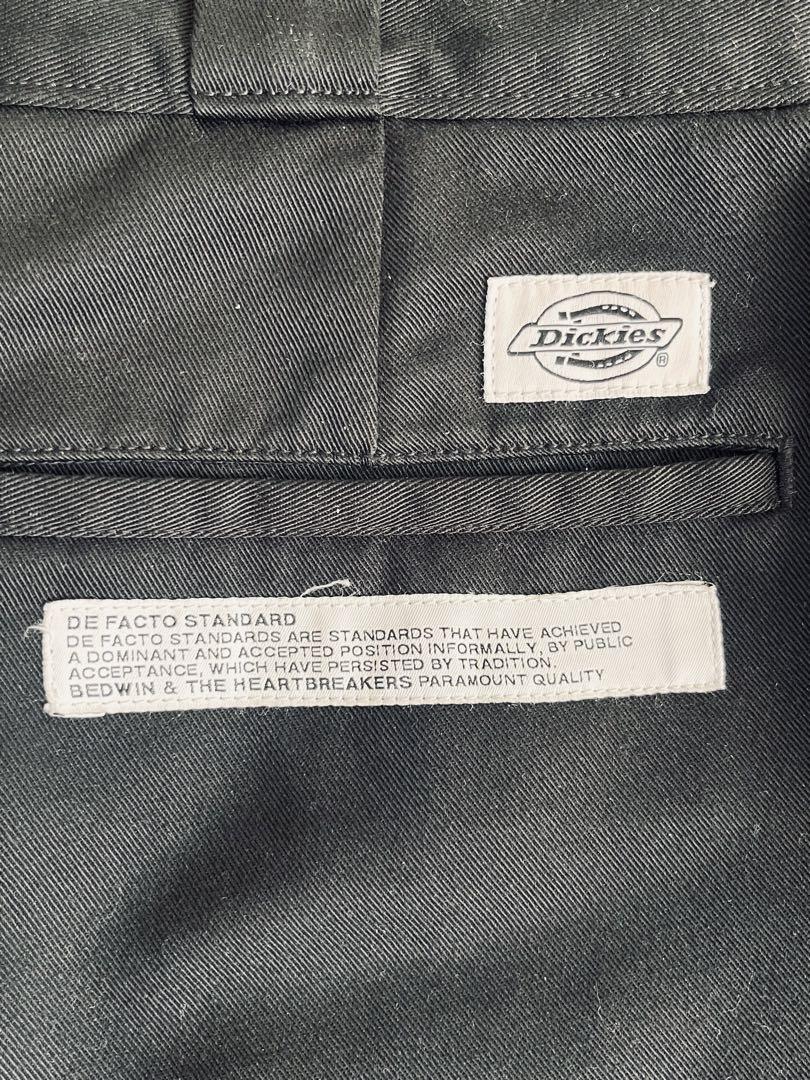 Dickies
®
DE FACTO STANDARD
DE FACTO STANDARDS ARE STANDARDS THAT HAVE ACHIEVED
A DOMINANT AND ACCEPTED POSITION INFORMALLY, BY PUBLIC
ACCEPTANCE, WHICH HAVE PERSISTED BY TRADITION.
BEDWIN & THE HEARTBREAKERS PARAMOUNT QUALITY